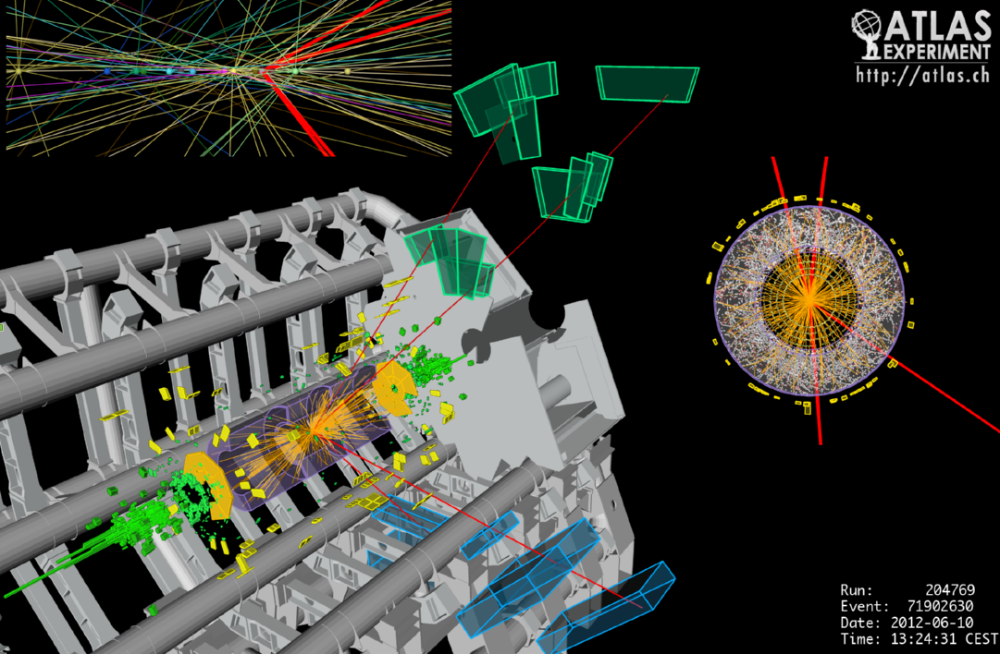 ATLAS
EXPERIMENT
http://atlas.ch
Run: 204769
Event: 71902630
Date: 2012-06-10
Time: 13:24:31 CEST